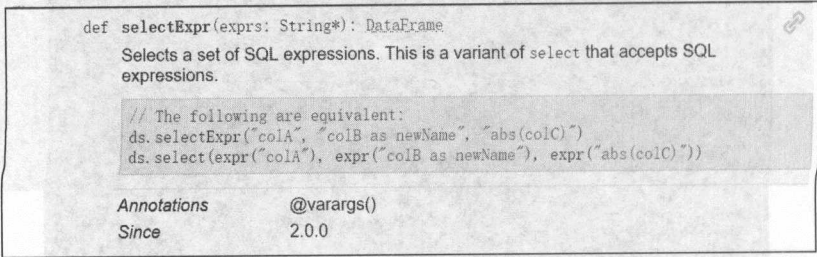 def selectExpr(exprs: String*): DataFrame
Selects a set of SQL expressions. This is a variant of select that accepts SQL
expressions.
// The following are equivalent:
ds.selectExpr("colA", "colB as newName", "abs(colC)")
ds.select(expr("colA"), expr("colB as newName"), expr("abs(colC)"))
Annotations @varargs()
Since 2.0.0